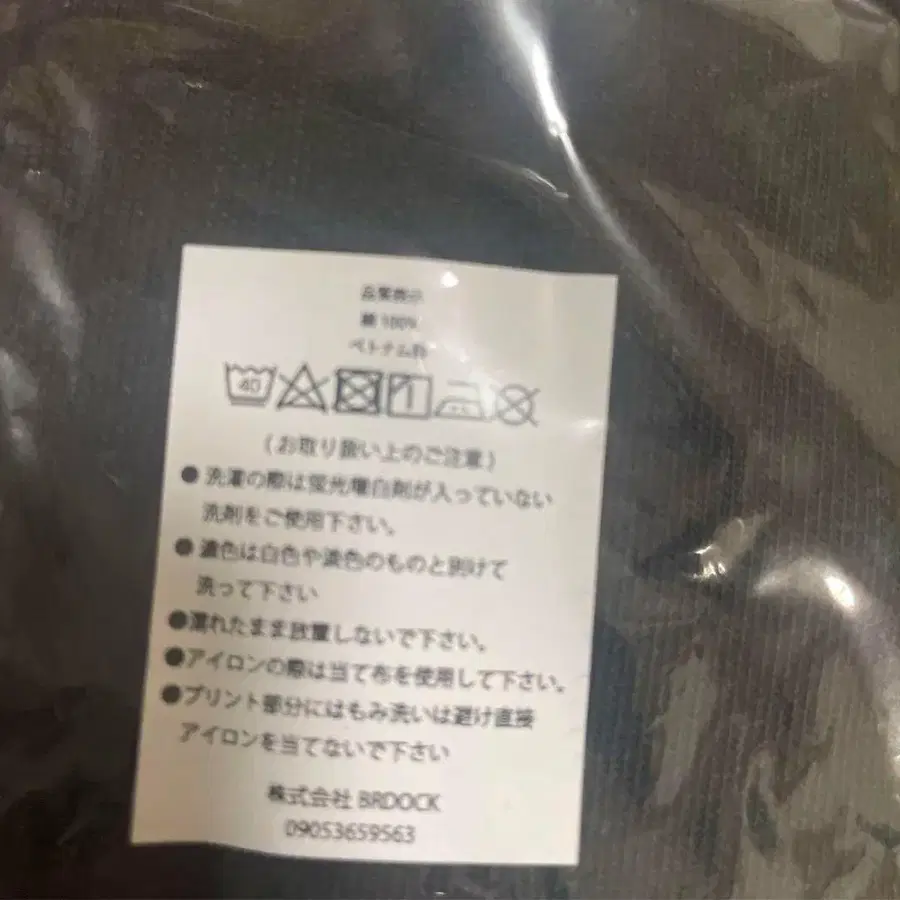 品質表示
綿 100%
ベトナム製
40
(お取り扱い上のご注意)
● 洗濯の際は蛍光増白剤が入っていない
洗剤をご使用下さい。
● 濃色は白色や淡色のものと別けて
洗って下さい
●濡れたまま放置しないで下さい。
●アイロンの際は当て布を使用して下さい。
●プリント部分にはもみ洗いは避け直接
アイロンを当てないで下さい
株式会社 BRDOCK
09053659563